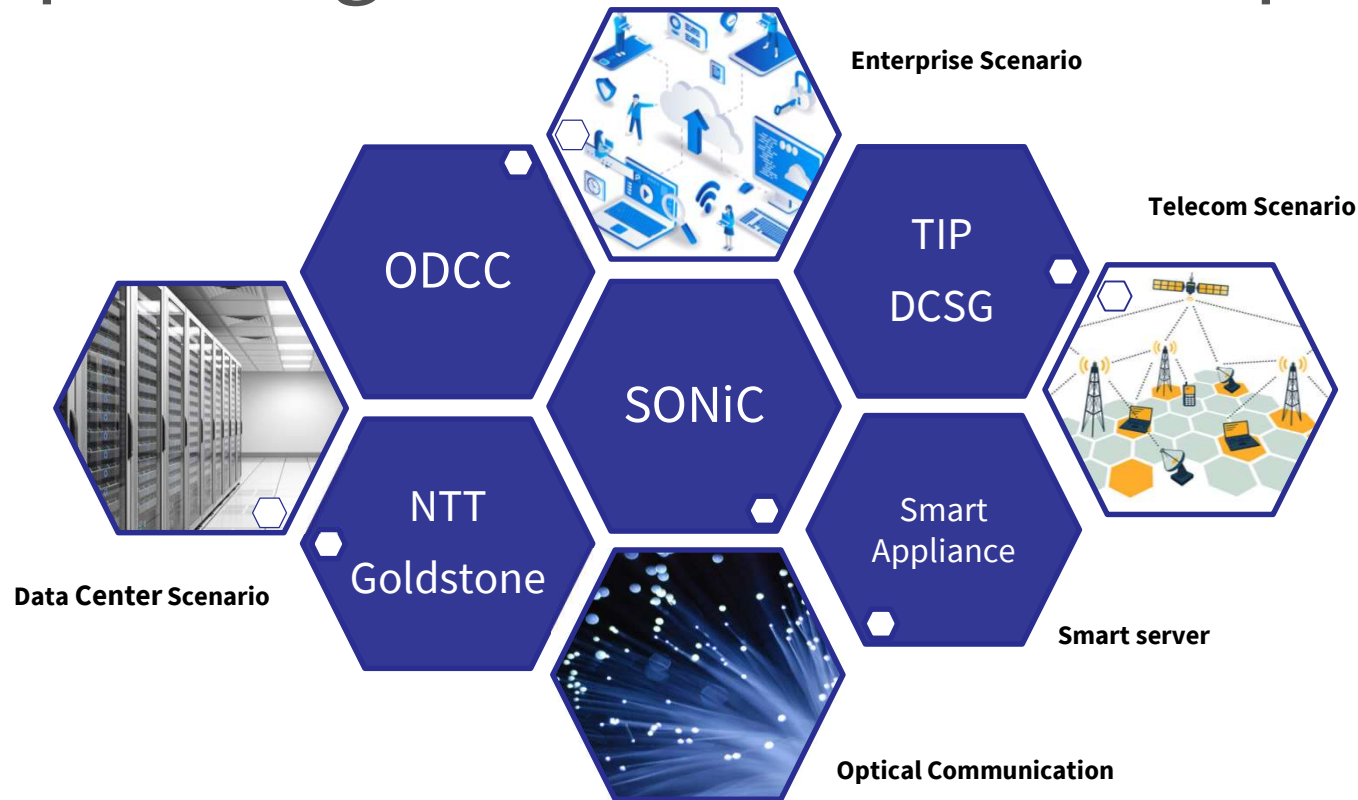 Enterprise Scenario
Telecom Scenario
TIP
DCSG
ODCC
SONiC
NTT
Goldstone
Smart
Appliance
Data Center Scenario
Smart server
Optical Communication